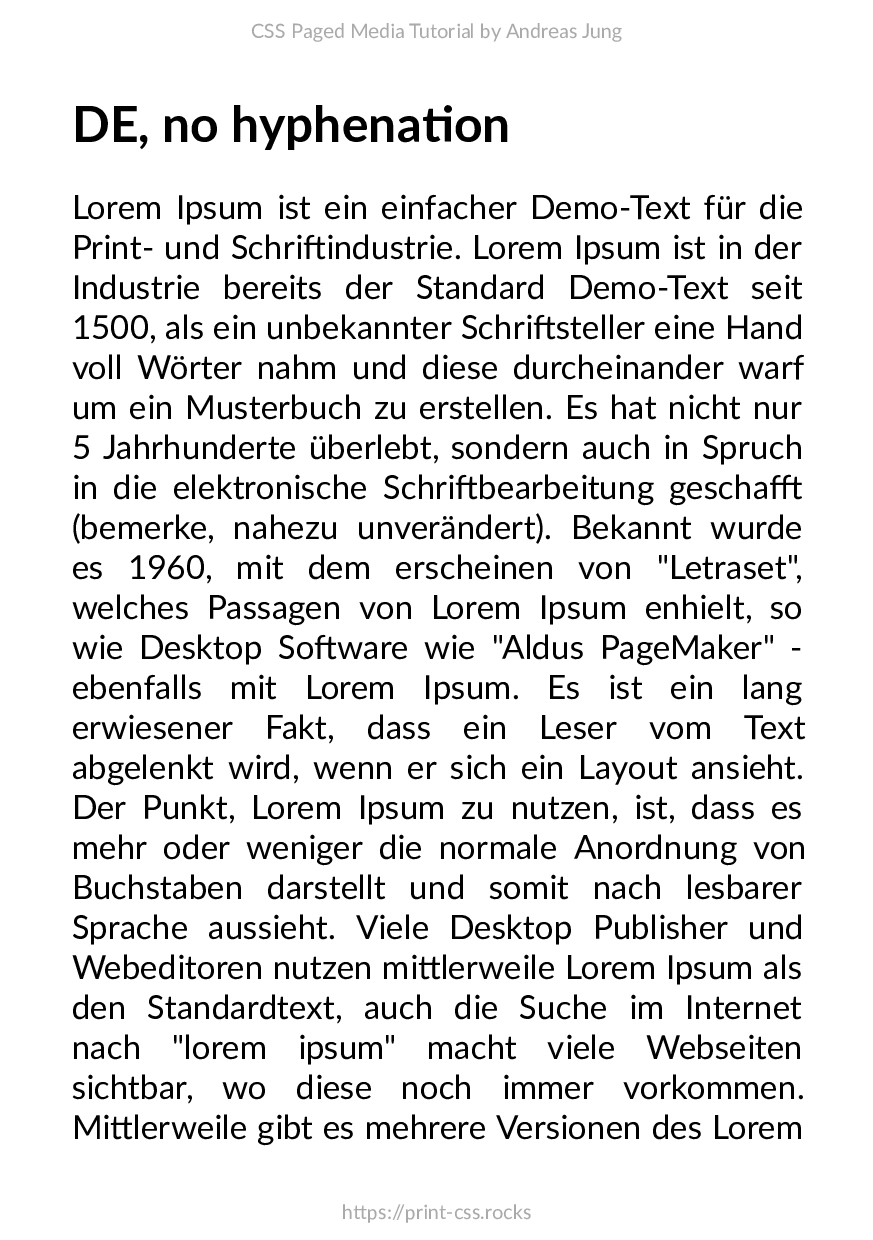 CSS Paged Media Tutorial by Andreas Jung
DE, no hyphenation
Lorem Ipsum ist ein einfacher Demo-Text für die
Print- und Schriftindustrie. Lorem Ipsum ist in der
Industrie bereits der Standard Demo-Text seit
1500, als ein unbekannter Schriftsteller eine Hand
voll Wörter nahm und diese durcheinander warf
um ein Musterbuch zu erstellen. Es hat nicht nur
5 Jahrhunderte überlebt, sondern auch in Spruch
in die elektronische Schriftbearbeitung geschafft
(bemerke, nahezu unverändert). Bekannt wurde
es 1960, mit dem erscheinen von "Letraset",
welches Passagen von Lorem Ipsum enhielt, so
wie Desktop Software wie "Aldus PageMaker" -
ebenfalls mit Lorem Ipsum. Es ist ein lang
erwiesener Fakt, dass ein Leser vom Text
abgelenkt wird, wenn er sich ein Layout ansieht.
Der Punkt, Lorem Ipsum zu nutzen, ist, dass es
mehr oder weniger die normale Anordnung von
Buchstaben darstellt und somit nach lesbarer
Sprache aussieht. Viele Desktop Publisher und
Webeditoren nutzen mittlerweile Lorem Ipsum als
den Standardtext, auch die Suche im Internet
nach "lorem ipsum" macht viele Webseiten
sichtbar, wo diese noch immer vorkommen.
Mittlerweile gibt es mehrere Versionen des Lorem
https://print-css.rocks